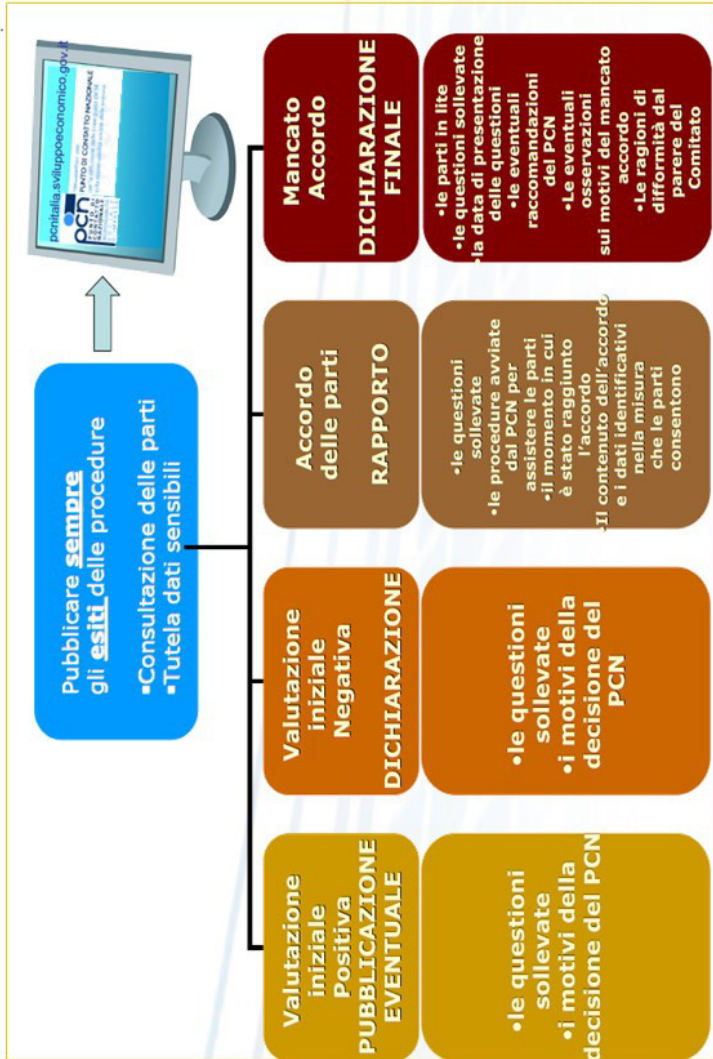 Pubblicare sempre
gli esiti delle procedure
▪Consultazione delle parti
▪Tutela dati sensibili
pcnitalia.sviluppoeconomico.gov.it
pcn
PUNTO DI CONTATTO NAZIONALE
PUNTO DI
CONTATTO
NAZIONALE
Valutazione
iniziale
Positiva
PUBBLICAZIONE
EVENTUALE
•le questioni
sollevate
•i motivi della
decisione del PCN
Valutazione
iniziale
Negativa
DICHIARAZIONE
•le questioni
sollevate
•i motivi della
decisione del
PCN
Accordo
delle parti
RAPPORTO
•le questioni
sollevate
•le procedure avviate
dal PCN per
assistere le parti
•il momento in cui
è stato raggiunto
l'accordo
•Il contenuto dell'accordo
e i dati identificativi
nella misura
che le parti
consentono
Mancato
Accordo
DICHIARAZIONE
FINALE
•le parti in lite
•le questioni sollevate
•la data di presentazione
delle questioni
•le eventuali
raccomandazioni
del PCN
•Le eventuali
osservazioni
sui motivi del mancato
accordo
•Le ragioni di
difformità dal
parere del
Comitato